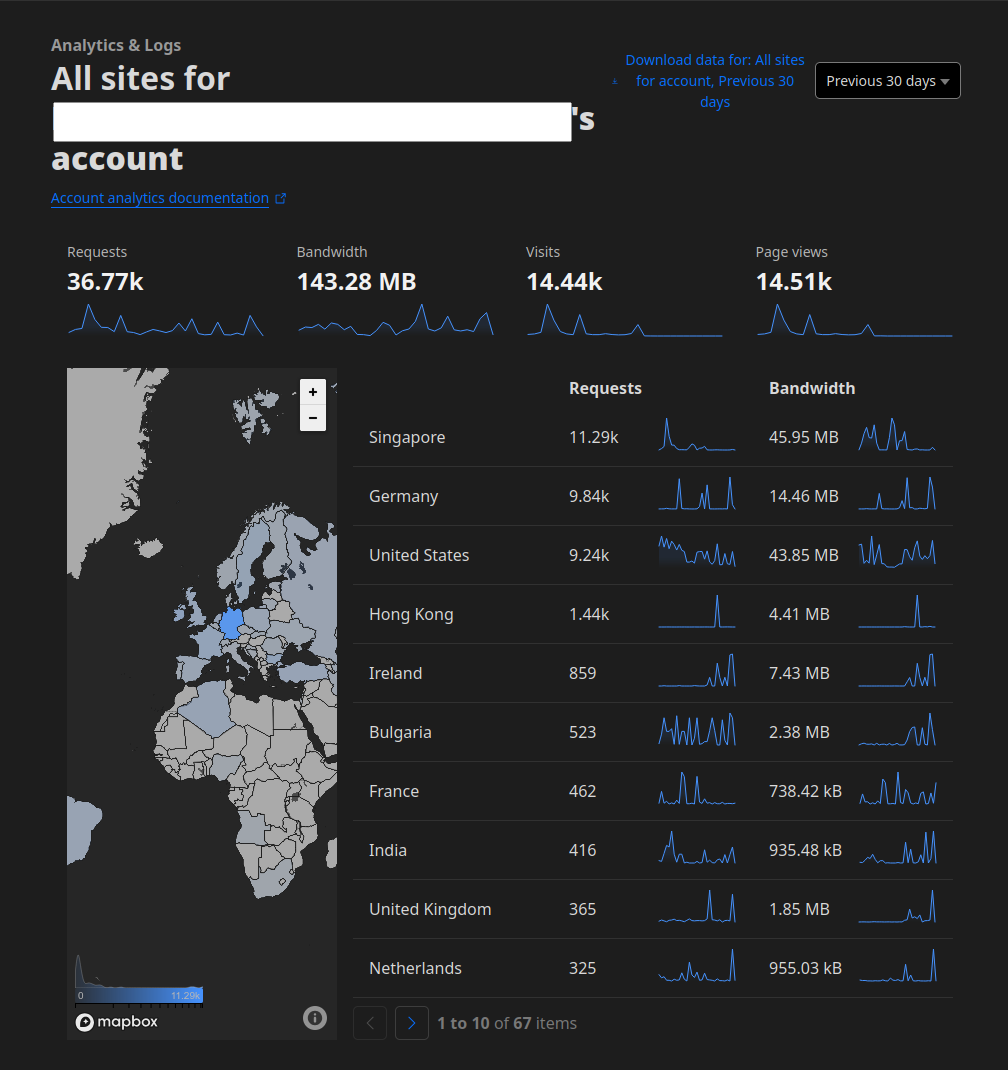 Analytics & Logs
All sites for
's
account
Account analytics documentation
Download data for: All sites
for account, Previous 30
days
Previous 30 days
Requests
36.77k
Bandwidth
143.28 MB
Visits
14.44k
Page views
14.51k
+
−
0
11.29k
mapbox
Requests Bandwidth
Singapore 11.29k 45.95 MB
Germany 9.84k 14.46 MB
United States 9.24k 43.85 MB
Hong Kong 1.44k 4.41 MB
Ireland 859 7.43 MB
Bulgaria 523 2.38 MB
France 462 738.42 kB
India 416 935.48 kB
United Kingdom 365 1.85 MB
Netherlands 325 955.03 kB
1 to 10 of 67 items